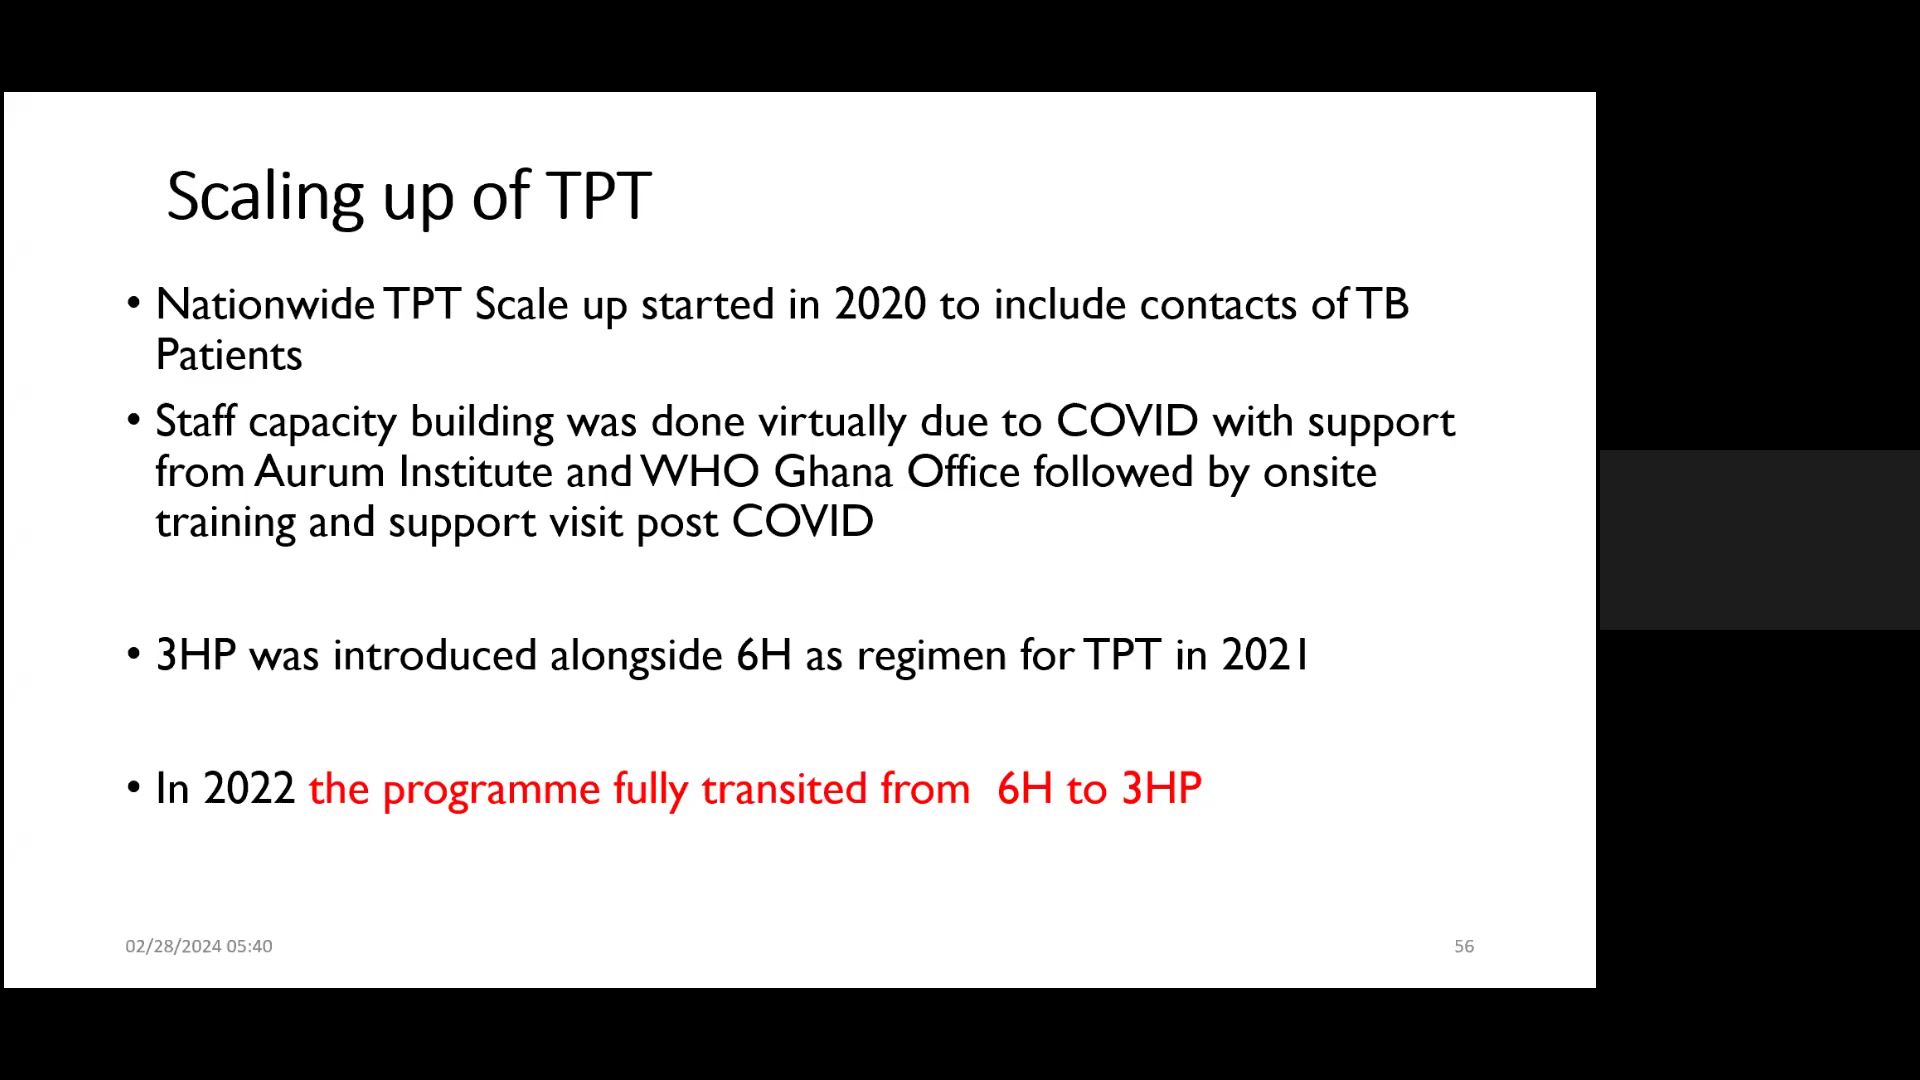 Scaling up of TPT
• Nationwide TPT Scale up started in 2020 to include contacts of TB
Patients
• Staff capacity building was done virtually due to COVID with support
from Aurum Institute and WHO Ghana Office followed by onsite
training and support visit post COVID
• 3HP was introduced alongside 6H as regimen for TPT in 2021
• In 2022 the programme fully transited from  6H to 3HP
02/28/2024 05:40
56